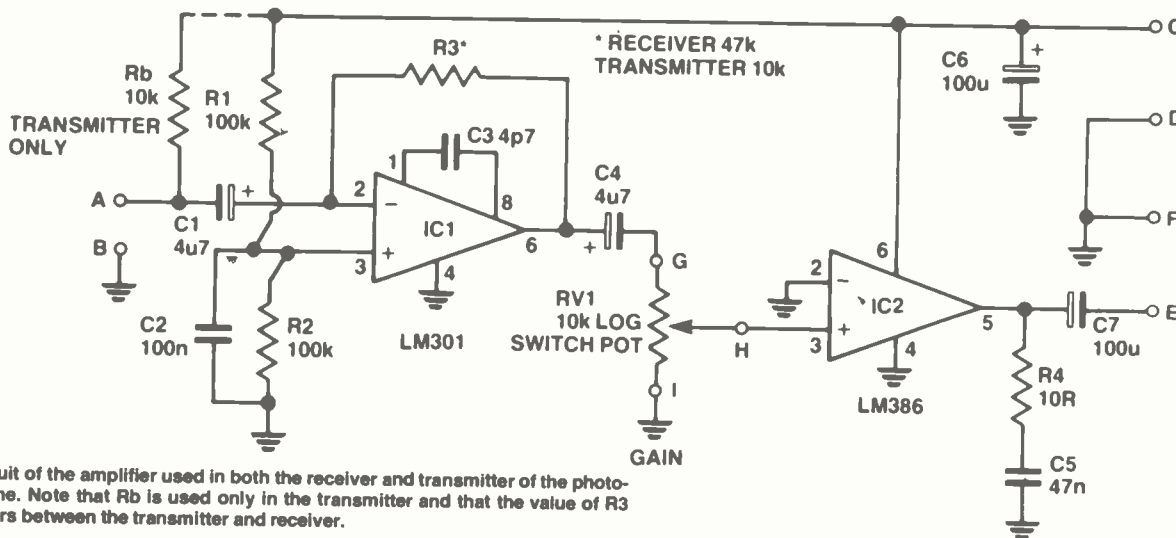 C
R3*
* RECEIVER 47k
TRANSMITTER 10k
C6
100u
+
Rb
10k
R1
100k
TRANSMITTER
ONLY
D
C3 4p7
1
8
A
C1
4u7
+
2
−
IC1
6
C4
4u7
+
F
B
3
+
4
G
C2
100n
R2
100k
LM301
RV1
10k LOG
SWITCH POT
H
I
GAIN
6
2
−
IC2
5
3
+
4
LM386
C7
100u
E
R4
10R
C5
47n
uit of the amplifier used in both the receiver and transmitter of the photo-
ne. Note that Rb is used only in the transmitter and that the value of R3
rs between the transmitter and receiver.